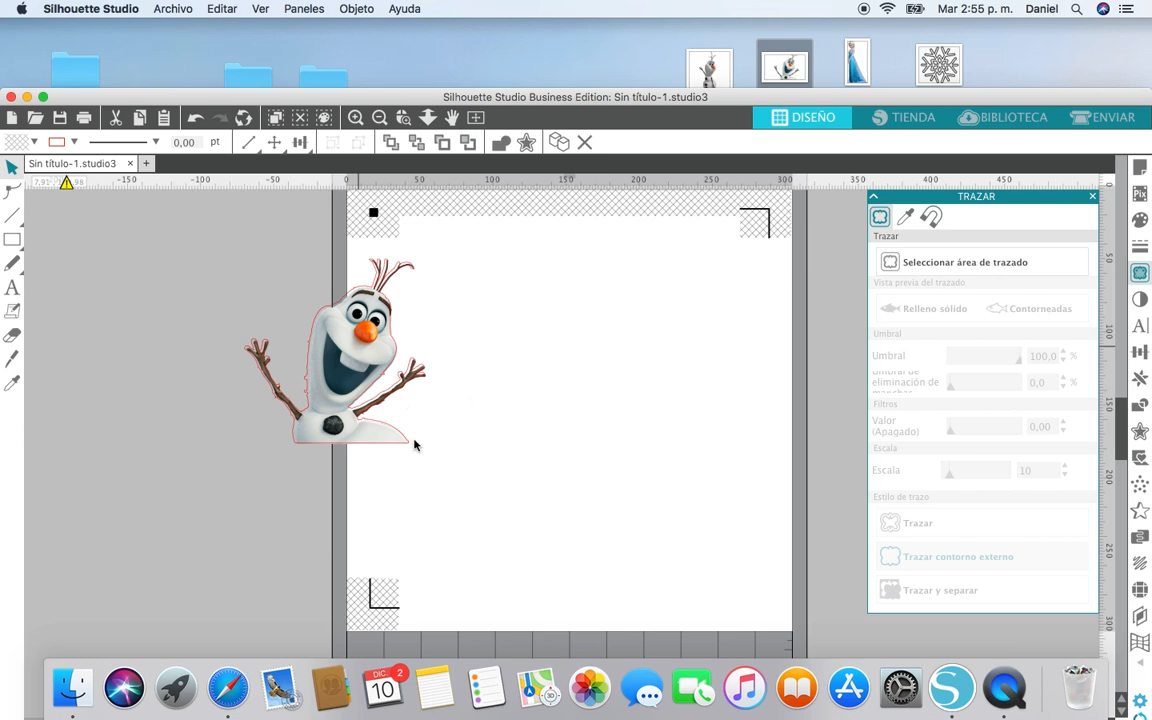 Silhouette Studio Archivo Editar Ver Paneles Objeto Ayuda Mar 2:55 p. m. Daniel
Silhouette Studio Business Edition: Sin título-1.studio3
DISEÑO TIENDA BIBLIOTECA ENVIAR
0,00 pt
Sin título-1.studio3 × +
-150 -100 -50 0 50 100 150 200 250 300 350 400 450
TRAZAR
Trazar
Seleccionar área de trazado
Vista previa del trazado
Relleno sólido Contorneadas
Umbral
Umbral 100,0 %
Umbral de
eliminación de 0,0 %
manchas
Filtros
Valor
(Apagado) 0,00
Escala
Escala 10
Estilo de trazo
Trazar
Trazar contorno externo
Trazar y separar
0
50
100
150
200
250
300
DIC. 2
10